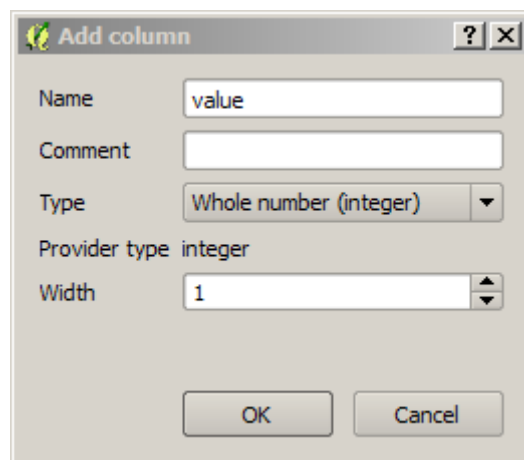 Add column ? X
Name value
Comment
Type Whole number (integer)
Provider type integer
Width 1
OK Cancel